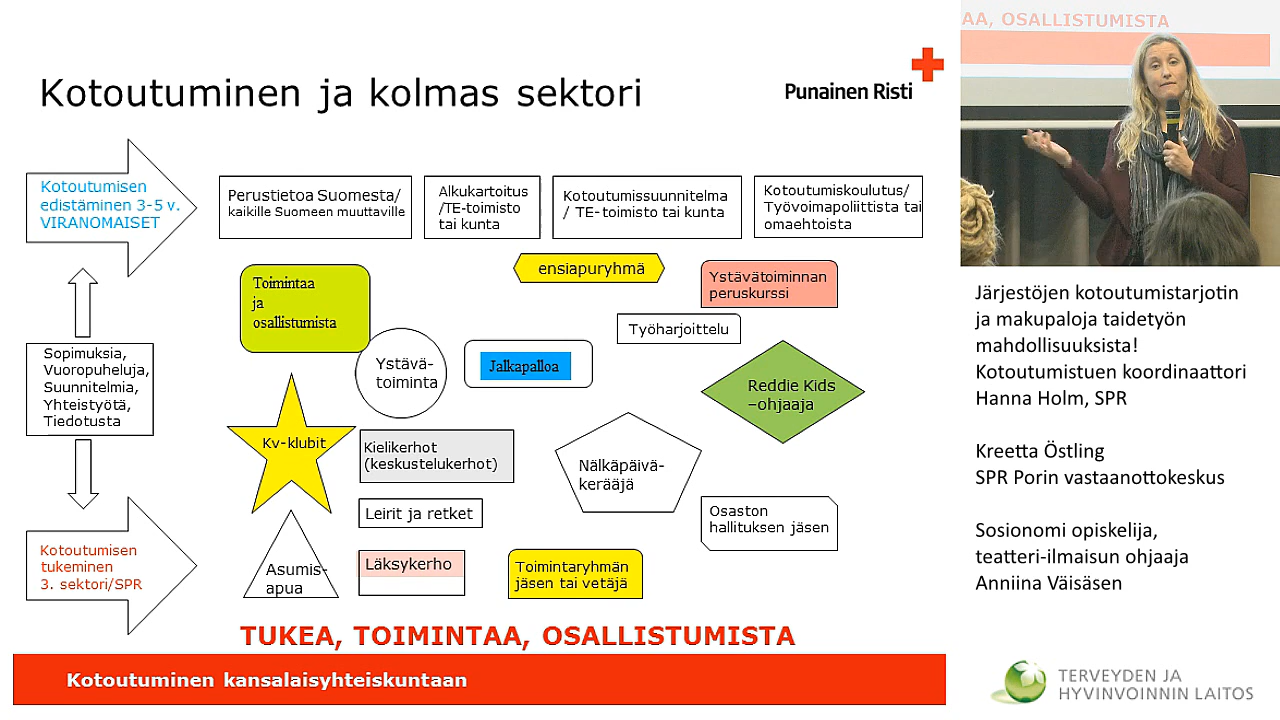 Kotoutuminen ja kolmas sektori
Punainen Risti
Kotoutumisen
edistäminen 3-5 v.
VIRANOMAISET
Perustietoa Suomesta/
kaikille Suomeen muuttaville
Alkukartoitus
/TE-toimisto
tai kunta
Kotoutumissuunnitelma
/ TE-toimisto tai kunta
Kotoutumiskoulutus/
Työvoimapoliittista tai
omaehtoista
Toimintaa
ja
osallistumista
ensiapuryhmä
Ystävätoiminnan
peruskurssi
Työharjoittelu
Sopimuksia,
Vuoropuheluja,
Suunnitelmia,
Yhteistyötä,
Tiedotusta
Ystävä-
toiminta
Jalkapalloa
Reddie Kids
–ohjaaja
Kv-klubit
Kielikerhot
(keskustelukerhot)
Nälkäpäivä-
kerääjä
Leirit ja retket
Osaston
hallituksen jäsen
Kotoutumisen
tukeminen
3. sektori/SPR
Asumis-
apua
Läksykerho
Toimintaryhmän
jäsen tai vetäjä
TUKEA, TOIMINTAA, OSALLISTUMISTA
Kotoutuminen kansalaisyhteiskuntaan
AA, OSALLISTUMISTA
Järjestöjen kotoutumistarjotin
ja makupaloja taidetyön
mahdollisuuksista!
Kotoutumistuen koordinaattori
Hanna Holm, SPR
Kreetta Östling
SPR Porin vastaanottokeskus
Sosionomi opiskelija,
teatteri-ilmaisun ohjaaja
Anniina Väisäsen
TERVEYDEN JA
HYVINVOINNIN LAITOS